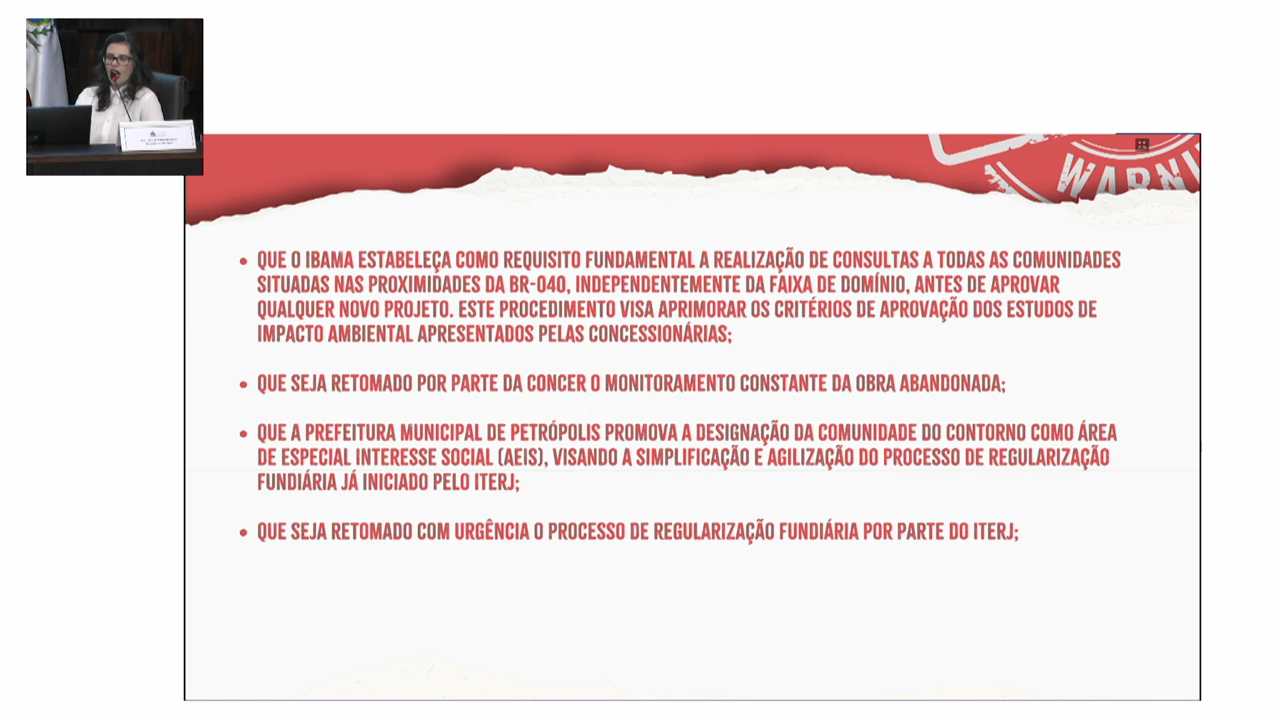 WARNI
• QUE O IBAMA ESTABELEÇA COMO REQUISITO FUNDAMENTAL A REALIZAÇÃO DE CONSULTAS A TODAS AS COMUNIDADES
SITUADAS NAS PROXIMIDADES DA BR-040, INDEPENDENTEMENTE DA FAIXA DE DOMÍNIO, ANTES DE APROVAR
QUALQUER NOVO PROJETO. ESTE PROCEDIMENTO VISA APRIMORAR OS CRITÉRIOS DE APROVAÇÃO DOS ESTUDOS DE
IMPACTO AMBIENTAL APRESENTADOS PELAS CONCESSIONÁRIAS;
• QUE SEJA RETOMADO POR PARTE DA CONCER O MONITORAMENTO CONSTANTE DA OBRA ABANDONADA;
• QUE A PREFEITURA MUNICIPAL DE PETRÓPOLIS PROMOVA A DESIGNAÇÃO DA COMUNIDADE DO CONTORNO COMO ÁREA
DE ESPECIAL INTERESSE SOCIAL (AEIS), VISANDO A SIMPLIFICAÇÃO E AGILIZAÇÃO DO PROCESSO DE REGULARIZAÇÃO
FUNDIÁRIA JÁ INICIADO PELO ITERJ;
• QUE SEJA RETOMADO COM URGÊNCIA O PROCESSO DE REGULARIZAÇÃO FUNDIÁRIA POR PARTE DO ITERJ;